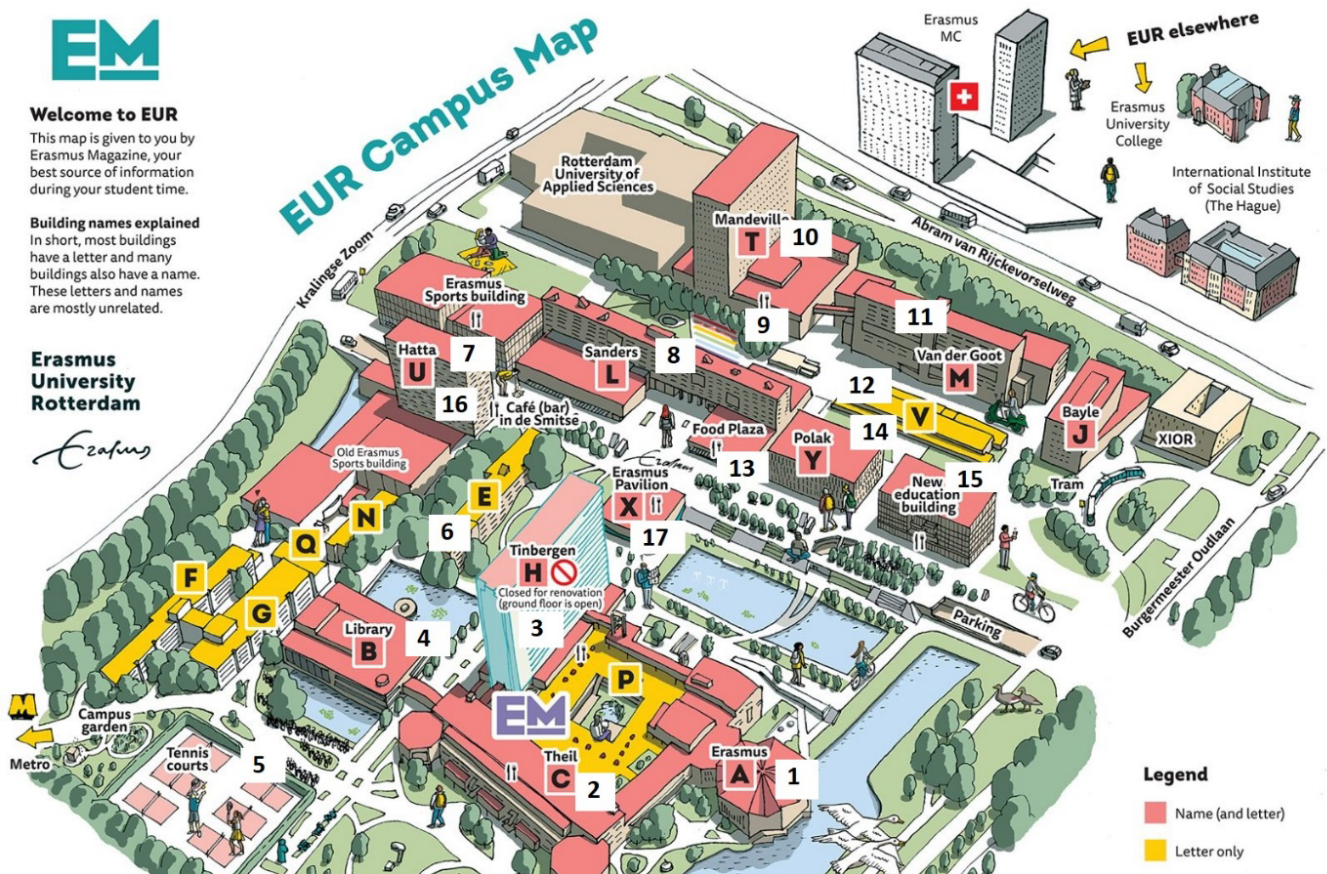 EM
Welcome to EUR
This map is given to you by
Erasmus Magazine, your
best source of information
during your student time.
Building names explained
In short, most buildings
have a letter and many
buildings also have a name.
These letters and names
are mostly unrelated.
Erasmus
University
Rotterdam
Erasmus
EUR Campus Map
Erasmus
MC
EUR elsewhere
Erasmus
University
College
International Institute
of Social Studies
(The Hague)
Kralingse Zoom
Abram van Rijckevorselweg
Rotterdam
University of
Applied Sciences
Mandeville
T
10
Erasmus
Sports building
7
9
11
Hatta
U
16
Sanders
L
8
Van der Goot
M
12
V
Bayle
J
XIOR
Café (bar)
in de Smitse
Food Plaza
13
Polak
Y
14
Old Erasmus
Sports building
Erasmus
Erasmus
Pavilion
X
17
New
education
building
15
Tram
Burgermeester Oudlaan
E
N
6
Q
F
G
Tinbergen
H
Closed for renovation
(ground floor is open)
3
Library
B
4
Parking
P
EM
M
Metro
Campus
garden
Tennis
courts
5
Theil
C
2
Erasmus
A
1
Legend
Name (and letter)
Letter only